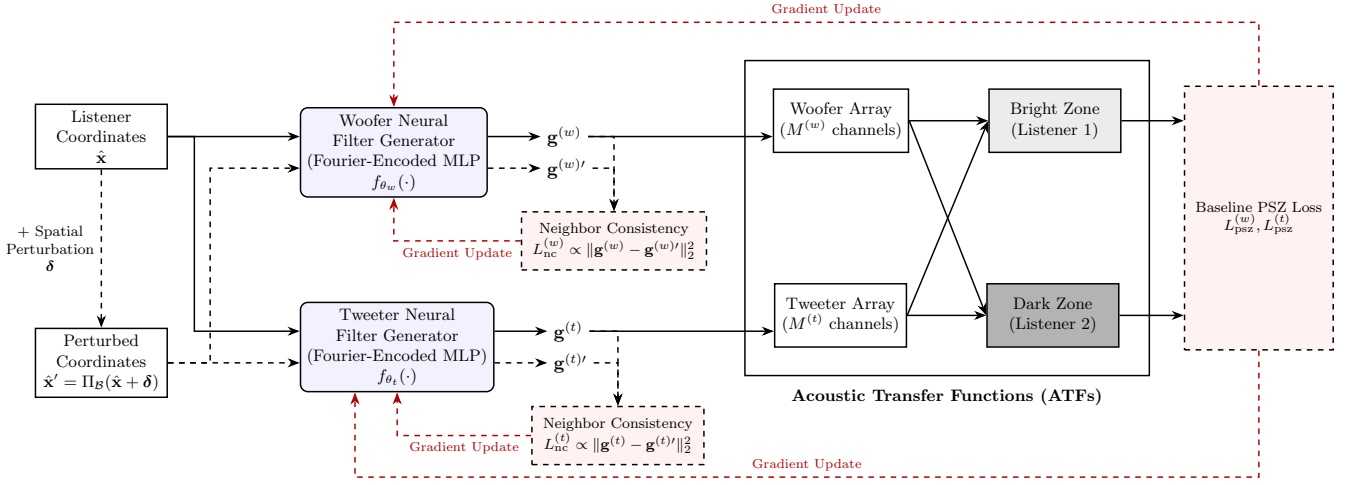 Gradient Update
Listener
Coordinates
x̂
+ Spatial
Perturbation
δ
Perturbed
Coordinates
x̂′ = Π_B(x̂ + δ)
Woofer Neural
Filter Generator
(Fourier-Encoded MLP
f_{θ_w}(·)
g^{(w)}
g^{(w)′}
Neighbor Consistency
L_{nc}^{(w)} ∝ ‖g^{(w)} − g^{(w)′}‖_2^2
Gradient Update
Tweeter Neural
Filter Generator
(Fourier-Encoded MLP)
f_{θ_t}(·)
g^{(t)}
g^{(t)′}
Neighbor Consistency
L_{nc}^{(t)} ∝ ‖g^{(t)} − g^{(t)′}‖_2^2
Gradient Update
Woofer Array
(M^{(w)} channels)
Bright Zone
(Listener 1)
Tweeter Array
(M^{(t)} channels)
Dark Zone
(Listener 2)
Acoustic Transfer Functions (ATFs)
Baseline PSZ Loss
L_{psz}^{(w)}, L_{psz}^{(t)}
Gradient Update